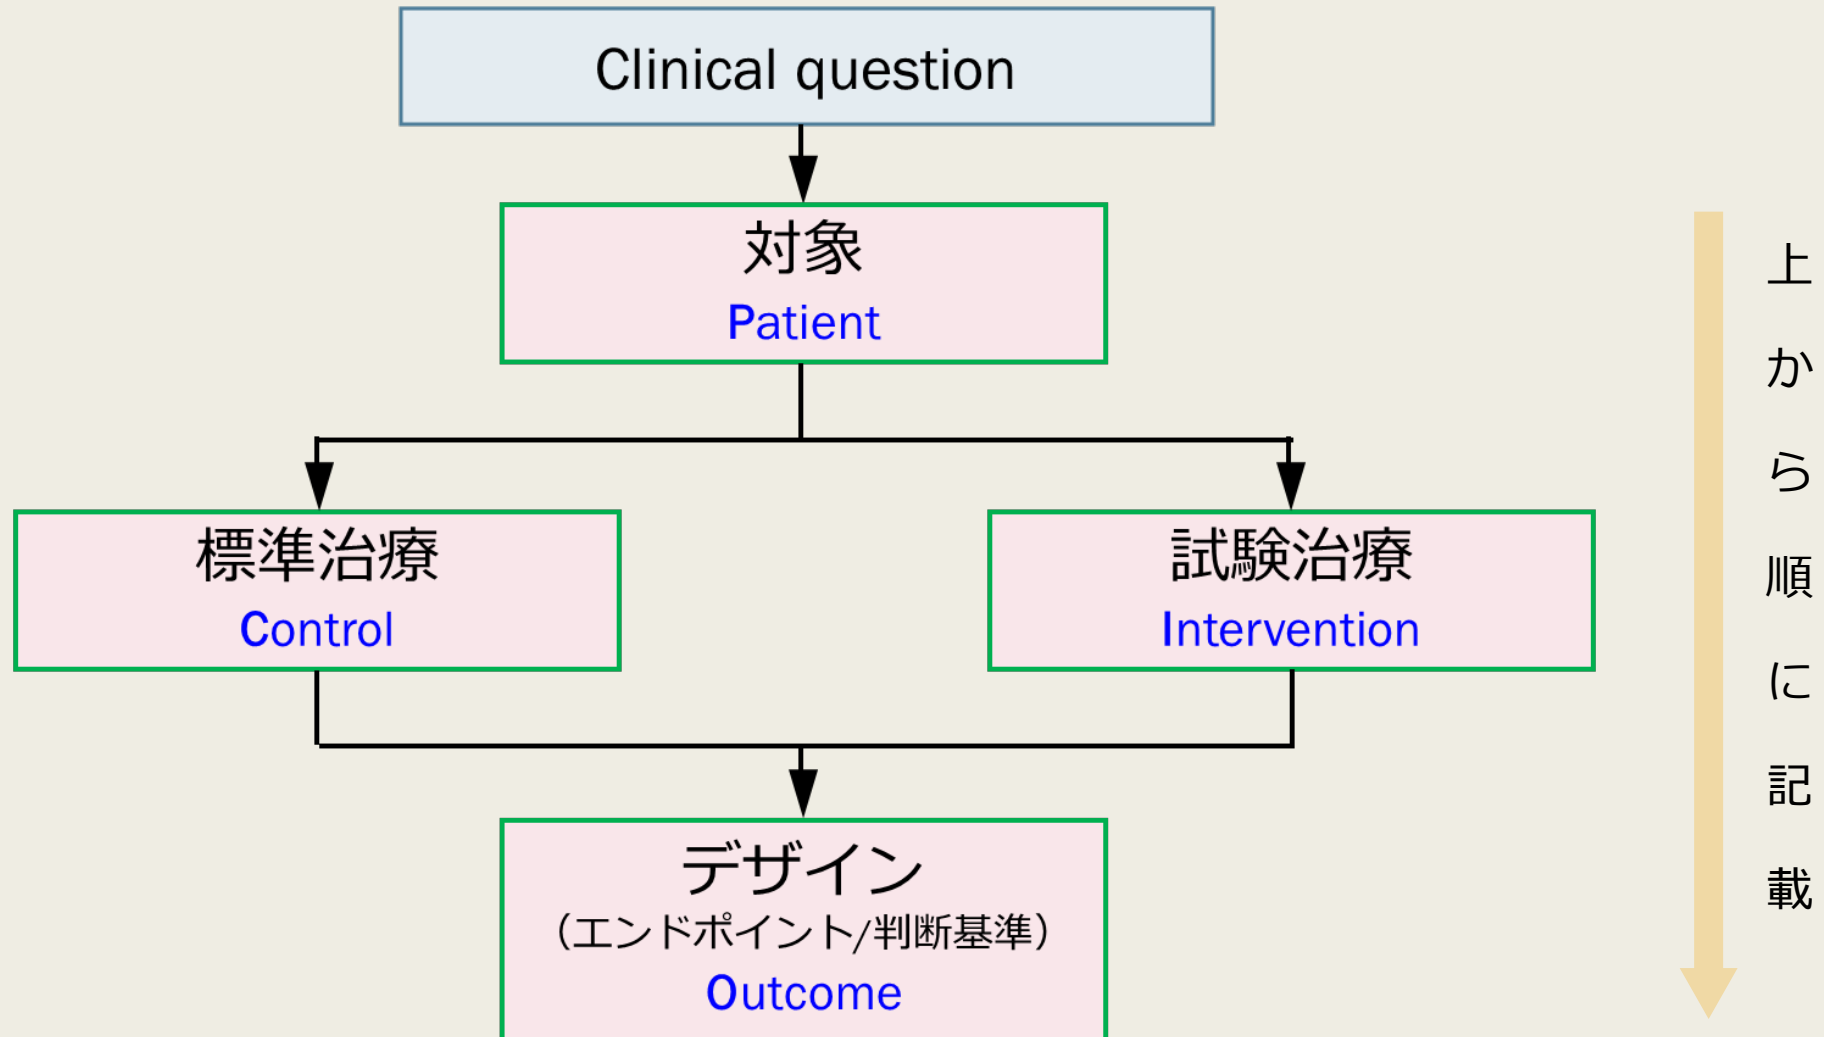 Clinical question
対象
Patient
標準治療
Control
試験治療
Intervention
デザイン
（エンドポイント/判断基準）
Outcome
上から順に記載